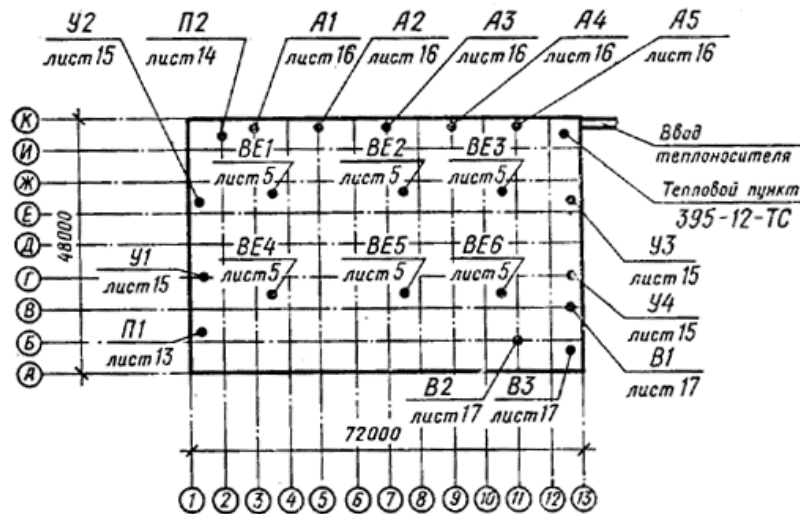 У2 П2 А1 А2 А3 А4 А5
лист 15 лист 14 лист 16 лист 16 лист 16 лист 16 лист 16
К
И
Ж
Е
Д
Г
В
Б
А
48000
ВЕ1 ВЕ2 ВЕ3
лист 5 лист 5 лист 5
Ввод
теплоносителя
Тепловой пункт
395-12-ТС
ВЕ4 ВЕ5 ВЕ6
лист 5 лист 5 лист 5
У1
лист 15
П1
лист 13
У3
лист 15
У4
лист 15
В1
лист 17
В2 В3
лист 17 лист 17
72000
1 2 3 4 5 6 7 8 9 10 11 12 13